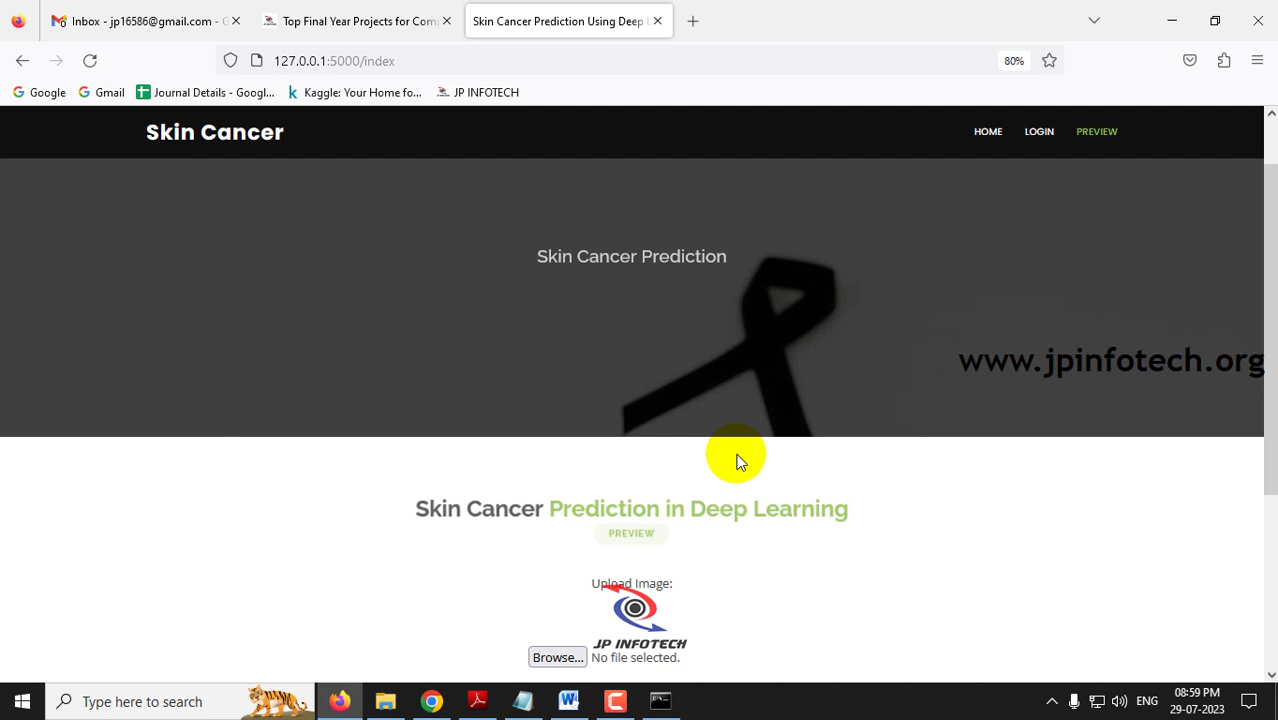 Inbox - jp16586@gmail.com - G
Top Final Year Projects for Com
Skin Cancer Prediction Using Deep L
127.0.0.1:5000/index
80%
Google
Gmail
Journal Details - Googl...
Kaggle: Your Home fo...
JP INFOTECH
Skin Cancer
HOME
LOGIN
PREVIEW
Skin Cancer Prediction
www.jpinfotech.org
Skin Cancer Prediction in Deep Learning
PREVIEW
Upload Image:
JP INFOTECH
Browse... No file selected.
Type here to search
ENG
08:59 PM
29-07-2023